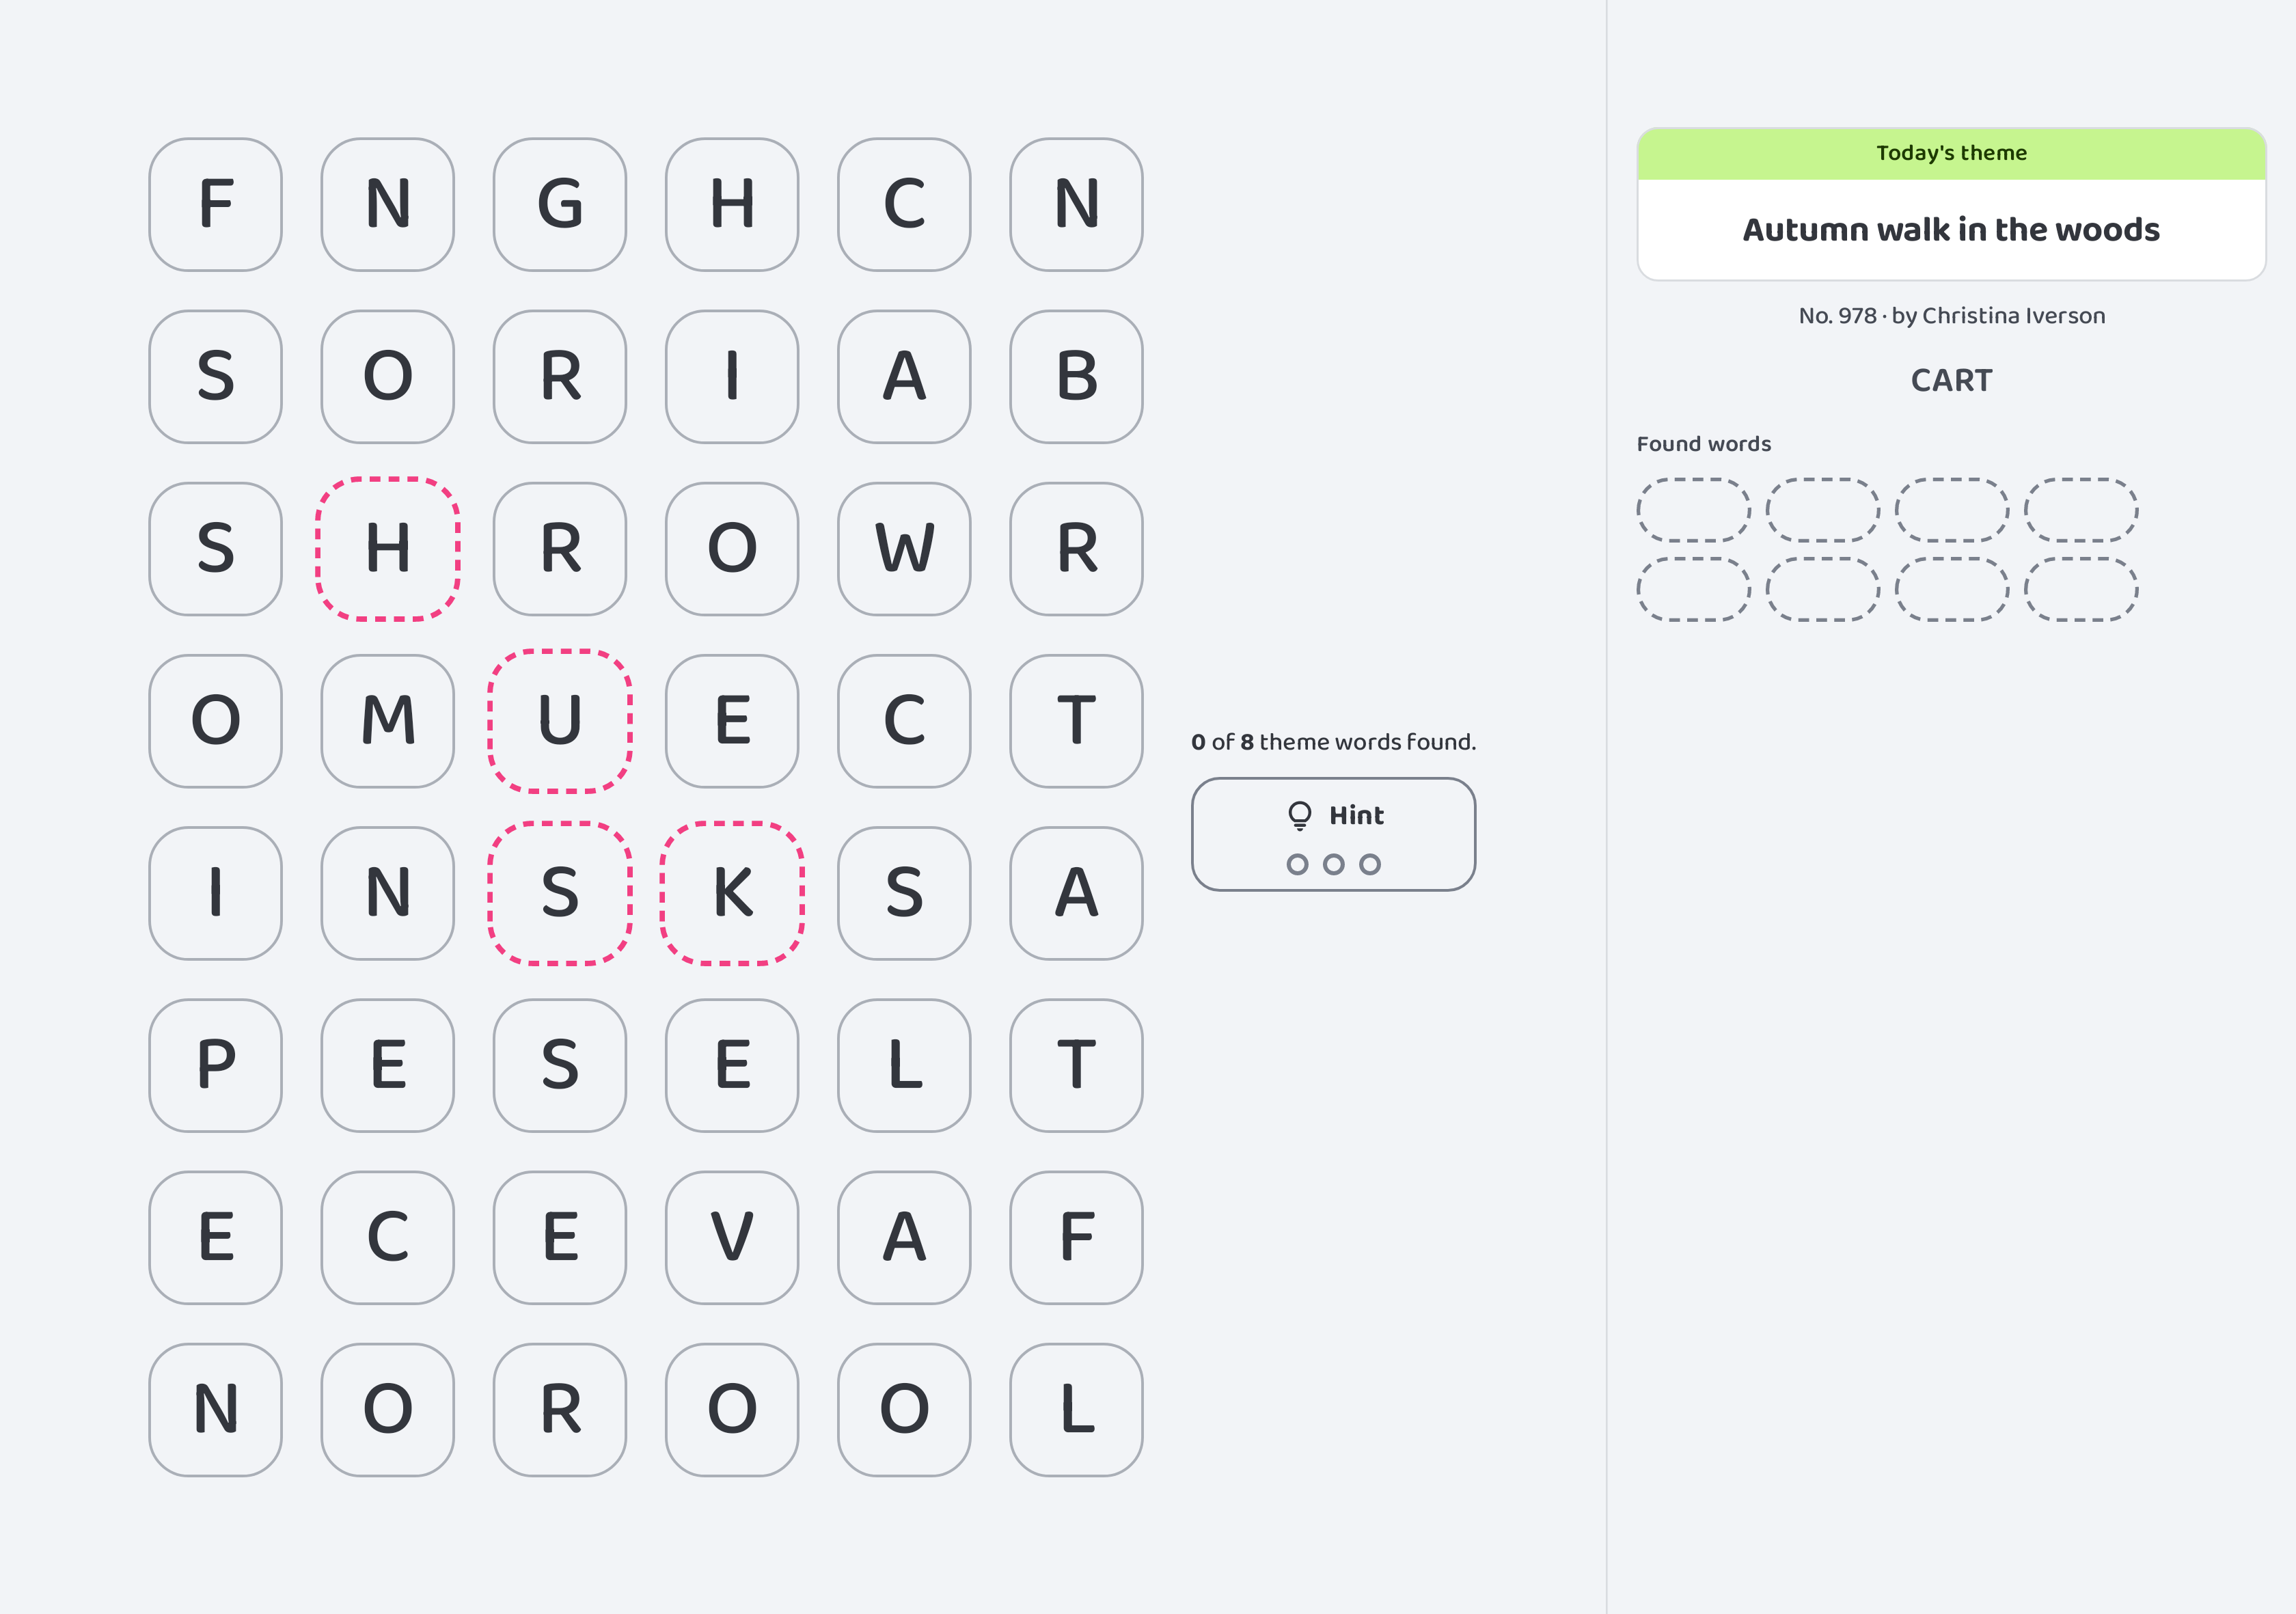 F N G H C N
S O R I A B
S H R O W R
O M U E C T
I N S K S A
P E S E L T
E C E V A F
N O R O O L
0 of 8 theme words found.
Hint
Today's theme
Autumn walk in the woods
No. 978 · by Christina Iverson
CART
Found words